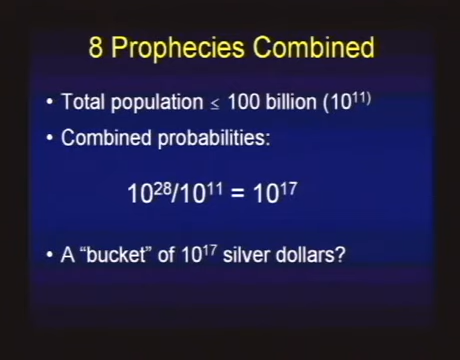 8 Prophecies Combined
• Total population ≤ 100 billion (10¹¹⁾
• Combined probabilities:
10²⁸/10¹¹ = 10¹⁷
• A “bucket” of 10¹⁷ silver dollars?